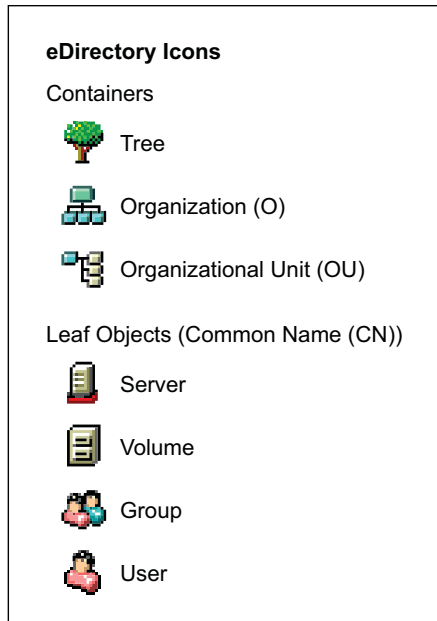 eDirectory Icons
Containers
Tree
Organization (O)
Organizational Unit (OU)
Leaf Objects (Common Name (CN))
Server
Volume
Group
User